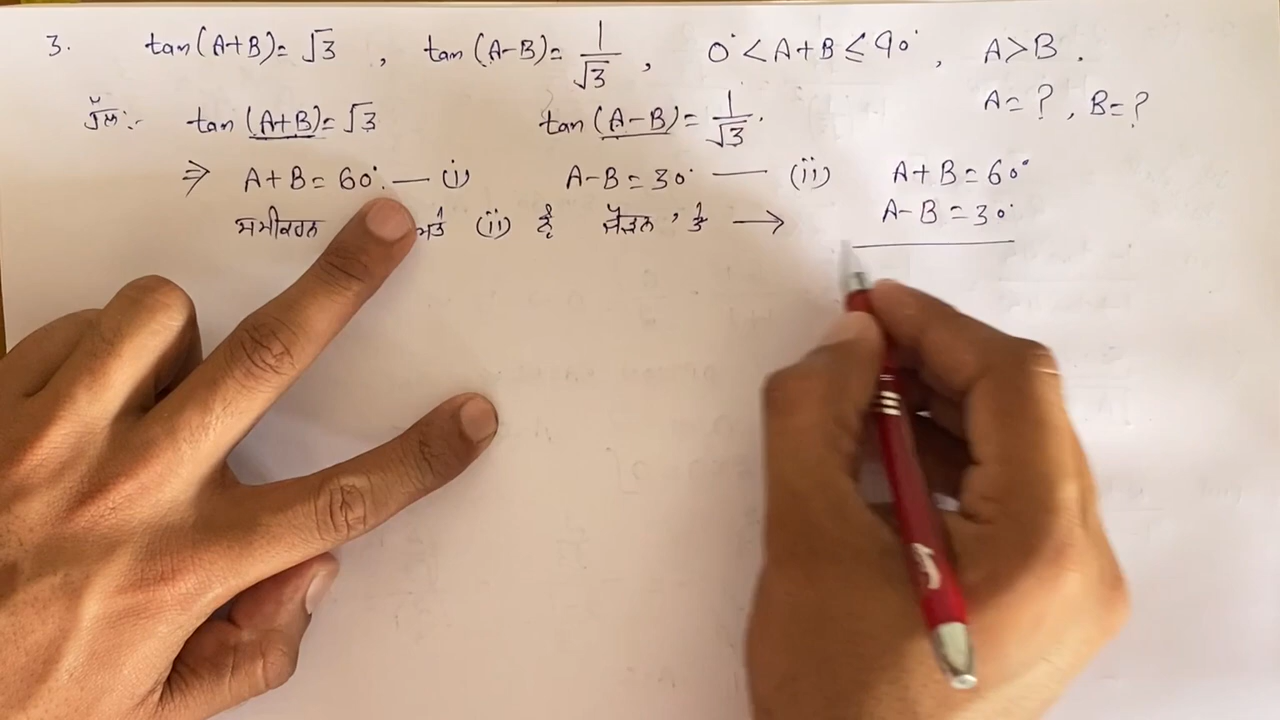 3. tan(A+B)= √3 , tan(A-B)= 1/√3 , 0° < A+B ≤ 90° , A>B .
A=? , B=?
ਹੱਲ:- tan (A+B)= √3 tan (A-B)= 1/√3.
⇒ A+B = 60°. — (i) A-B = 30° — (ii) A+B = 60°
ਸਮੀਕਰਨ ਅਤੇ (ii) ਨੂੰ ਜੋੜਨ 'ਤੇ → A-B = 30°